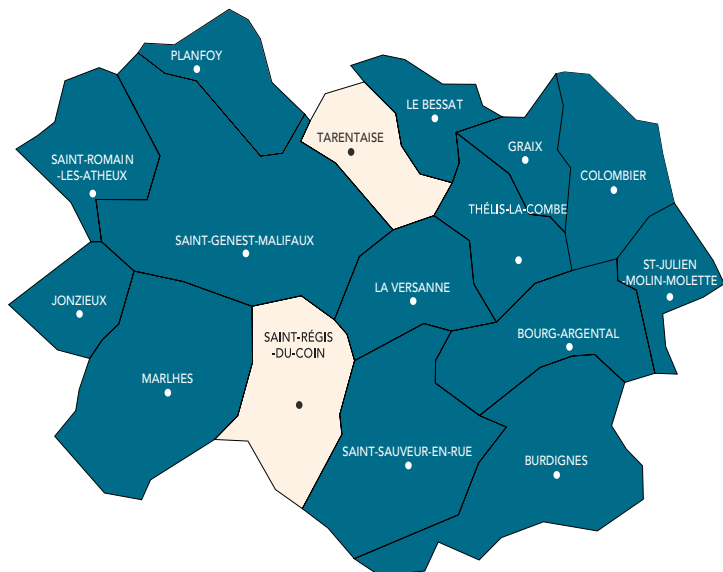 PLANFOY
LE BESSAT
TARENTAISE
GRAIX
SAINT-ROMAIN
-LES-ATHEUX
COLOMBIER
THÉLIS-LA-COMBE
SAINT-GENEST-MALIFAUX
ST-JULIEN
-MOLIN-MOLETTE
LA VERSANNE
JONZIEUX
BOURG-ARGENTAL
SAINT-RÉGIS
-DU-COIN
MARLHES
SAINT-SAUVEUR-EN-RUE
BURDIGNES